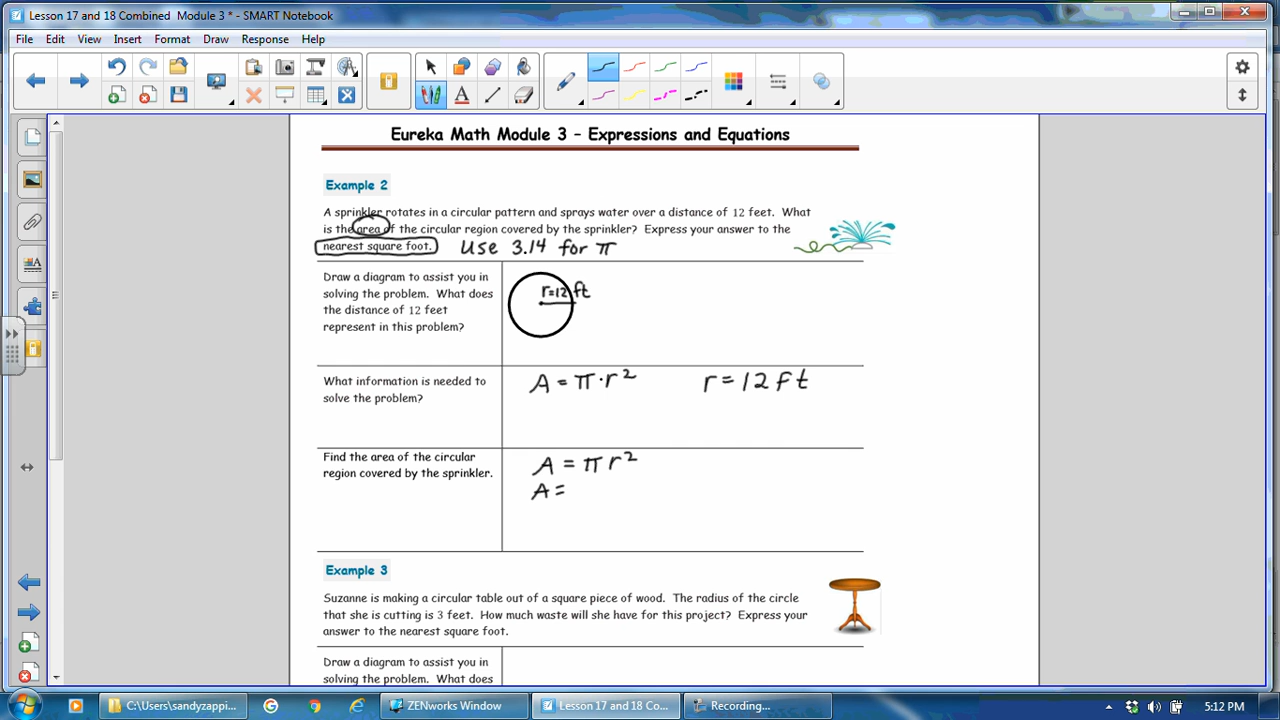 Lesson 17 and 18 Combined Module 3 * - SMART Notebook
File Edit View Insert Format Draw Response Help
Eureka Math Module 3 – Expressions and Equations
Example 2
A sprinkler rotates in a circular pattern and sprays water over a distance of 12 feet. What
is the area of the circular region covered by the sprinkler? Express your answer to the
nearest square foot. Use 3.14 for π
Draw a diagram to assist you in
solving the problem. What does
the distance of 12 feet
represent in this problem?
r=12 ft
What information is needed to
solve the problem?
A = π·r² r = 12 ft
Find the area of the circular
region covered by the sprinkler.
A = πr²
A =
Example 3
Suzanne is making a circular table out of a square piece of wood. The radius of the circle
that she is cutting is 3 feet. How much waste will she have for this project? Express your
answer to the nearest square foot.
Draw a diagram to assist you in
solving the problem. What does
C:\Users\sandyzappi... ZENworks Window Lesson 17 and 18 Co... Recording... 5:12 PM